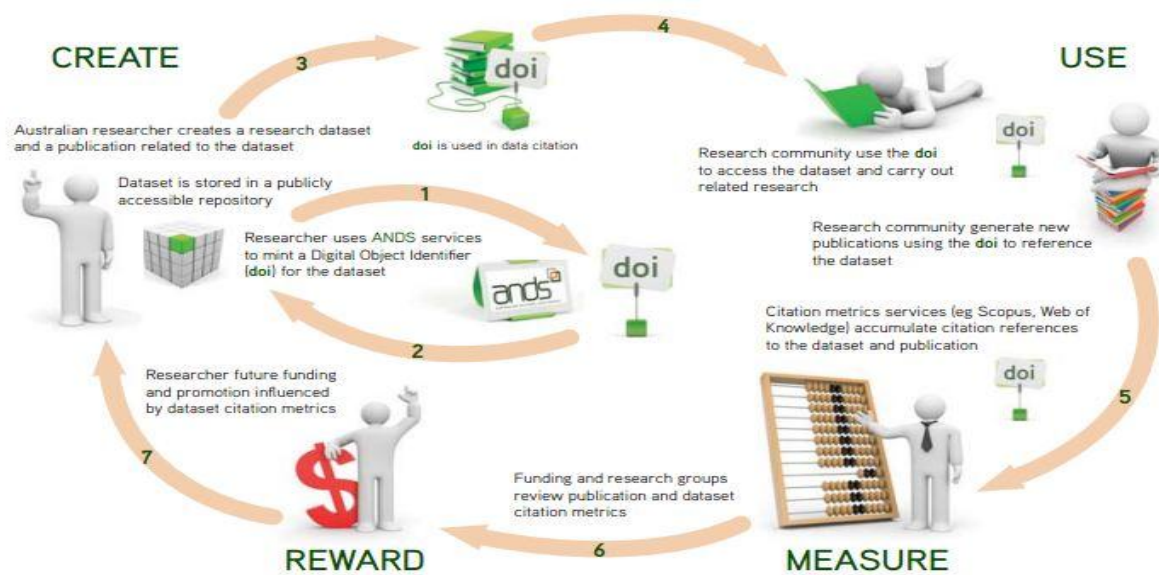 CREATE
3
4
USE
doi
Australian researcher creates a research dataset
and a publication related to the dataset
doi is used in data citation
doi
Research community use the doi
to access the dataset and carry out
related research
Dataset is stored in a publicly
accessible repository
1
Researcher uses ANDS services
to mint a Digital Object Identifier
(doi) for the dataset
ands
doi
Research community generate new
publications using the doi to reference
the dataset
2
Citation metrics services (eg Scopus, Web of
Knowledge) accumulate citation references
to the dataset and publication
doi
5
Researcher future funding
and promotion influenced
by dataset citation metrics
7
$
Funding and research groups
review publication and dataset
citation metrics
6
REWARD
MEASURE